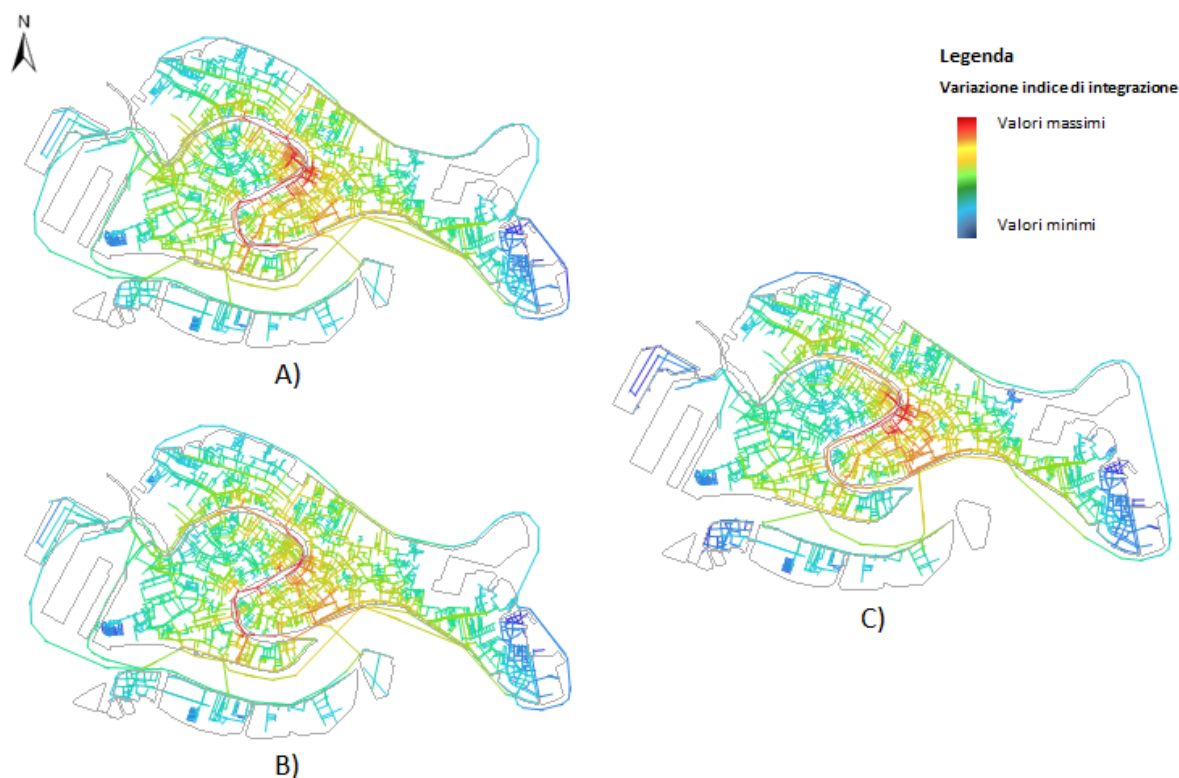 N
Legenda
Variazione indice di integrazione
Valori massimi
Valori minimi
A)
C)
B)